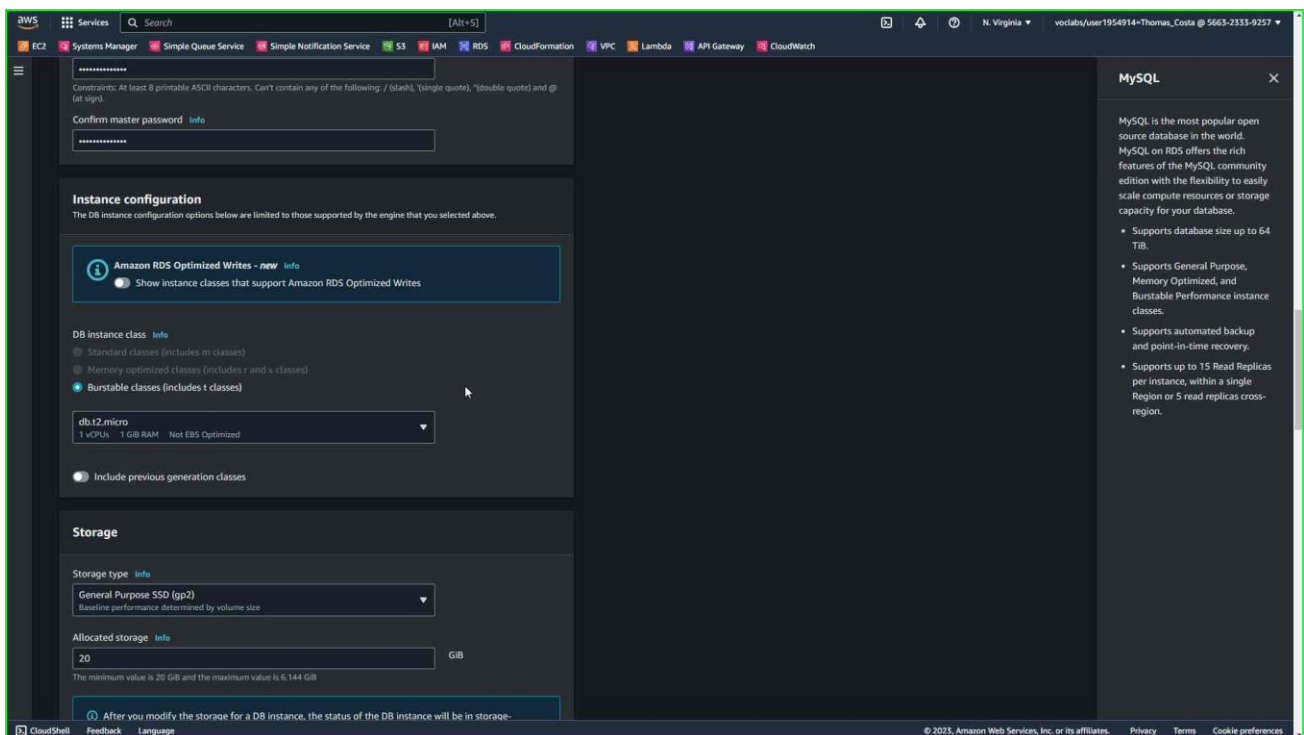 aws
Services
Search
[Alt+S]
N. Virginia
voclabs/user1954914=Thomas_Costa @ 5663-2333-9257
EC2
Systems Manager
Simple Queue Service
Simple Notification Service
S3
IAM
RDS
CloudFormation
VPC
Lambda
API Gateway
CloudWatch
••••••••••••••
Constraints: At least 8 printable ASCII characters. Can't contain any of the following: / (slash), '(single quote), "(double quote) and @
(at sign).
Confirm master password Info
••••••••••••••
Instance configuration
The DB instance configuration options below are limited to those supported by the engine that you selected above.
Amazon RDS Optimized Writes - new Info
Show instance classes that support Amazon RDS Optimized Writes
DB instance class Info
Standard classes (includes m classes)
Memory optimized classes (includes r and x classes)
Burstable classes (includes t classes)
db.t2.micro
1 vCPUs 1 GiB RAM Not EBS Optimized
Include previous generation classes
Storage
Storage type Info
General Purpose SSD (gp2)
Baseline performance determined by volume size
Allocated storage Info
20
GiB
The minimum value is 20 GiB and the maximum value is 6,144 GiB
After you modify the storage for a DB instance, the status of the DB instance will be in storage-
MySQL
MySQL is the most popular open
source database in the world.
MySQL on RDS offers the rich
features of the MySQL community
edition with the flexibility to easily
scale compute resources or storage
capacity for your database.
• Supports database size up to 64
TiB.
• Supports General Purpose,
Memory Optimized, and
Burstable Performance instance
classes.
• Supports automated backup
and point-in-time recovery.
• Supports up to 15 Read Replicas
per instance, within a single
Region or 5 read replicas cross-
region.
CloudShell
Feedback
Language
© 2023, Amazon Web Services, Inc. or its affiliates.
Privacy
Terms
Cookie preferences